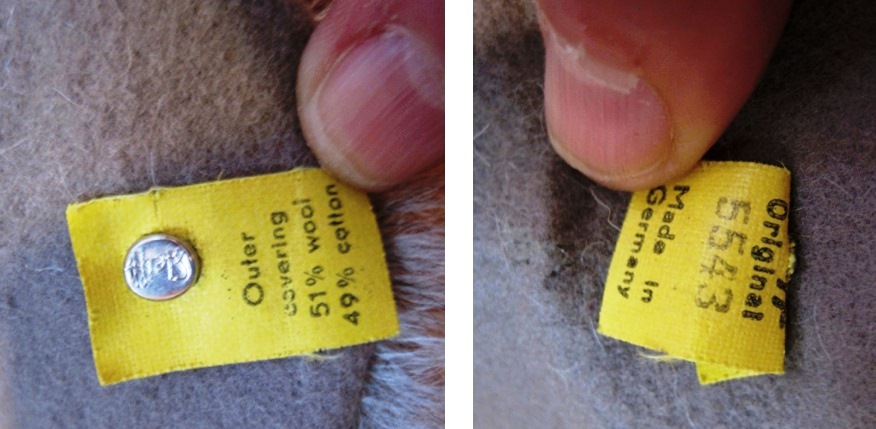 Outer
covering
51% wool
49% cotton
Original
5543
Made in
Germany